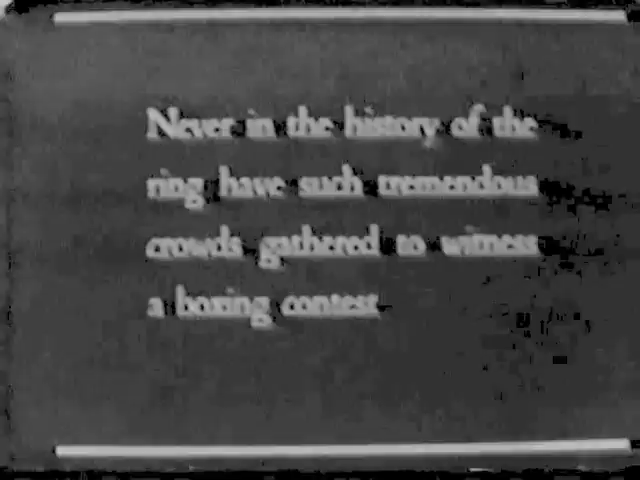 Never in the history of the
ring have such tremendous
crowds gathered to witness
a boxing contest